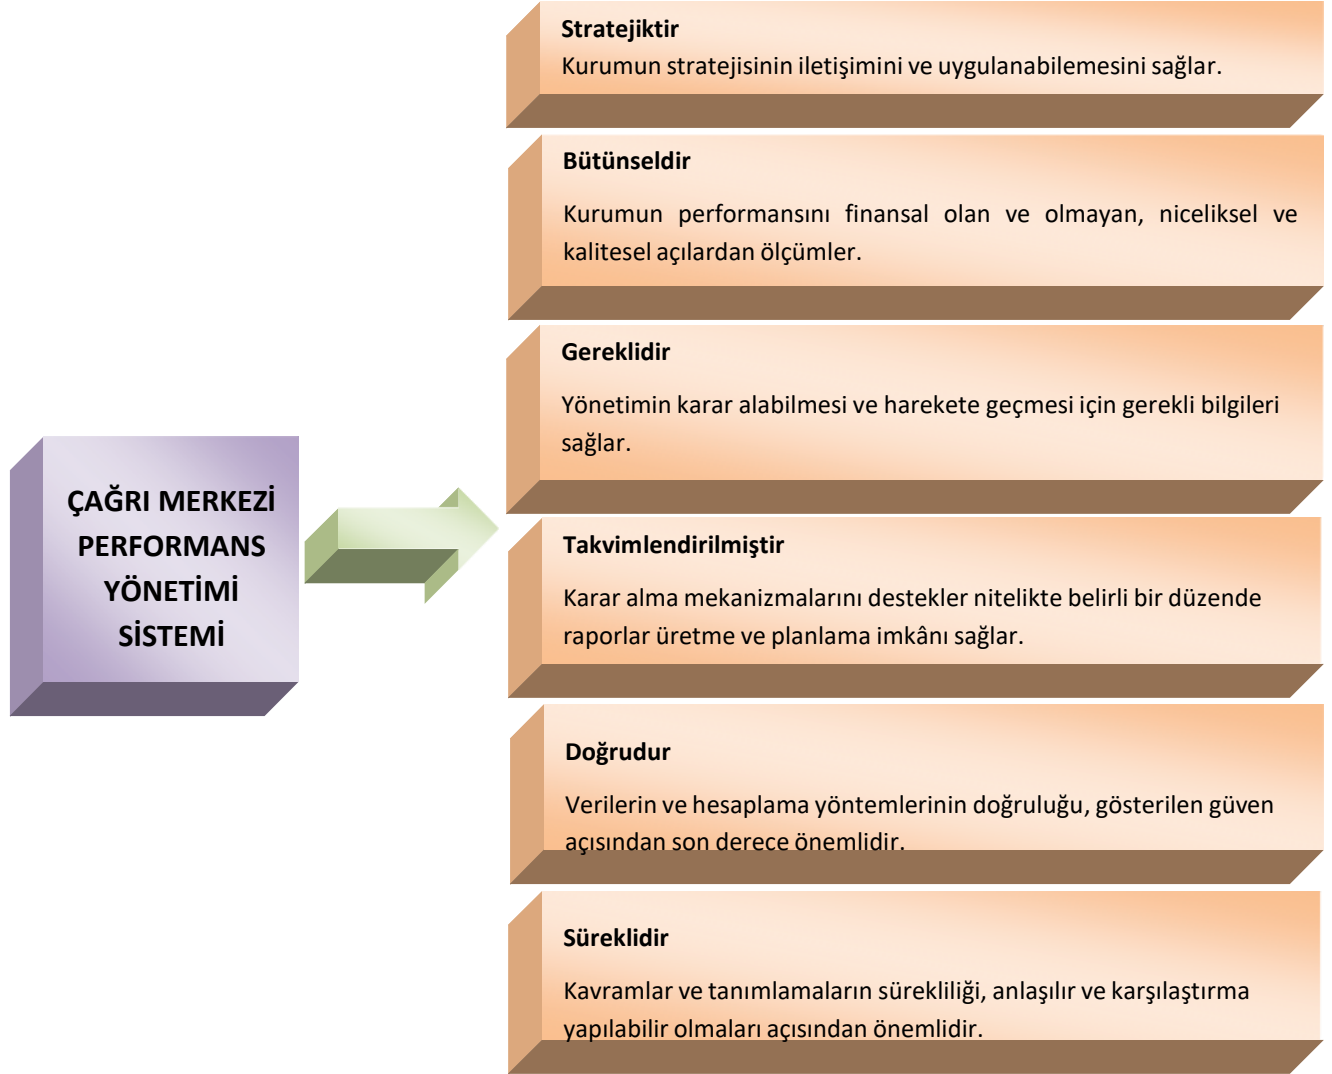 Stratejiktir
Kurumun stratejisinin iletişimini ve uygulanabilemesini sağlar.
Bütünseldir
Kurumun performansını finansal olan ve olmayan, niceliksel ve
kalitesel açılardan ölçümler.
Gereklidir
Yönetimin karar alabilmesi ve harekete geçmesi için gerekli bilgileri
sağlar.
ÇAĞRI MERKEZİ
PERFORMANS
YÖNETİMİ
SİSTEMİ
Takvimlendirilmiştir
Karar alma mekanizmalarını destekler nitelikte belirli bir düzende
raporlar üretme ve planlama imkânı sağlar.
Doğrudur
Verilerin ve hesaplama yöntemlerinin doğruluğu, gösterilen güven
açısından son derece önemlidir.
Süreklidir
Kavramlar ve tanımlamaların sürekliliği, anlaşılır ve karşılaştırma
yapılabilir olmaları açısından önemlidir.